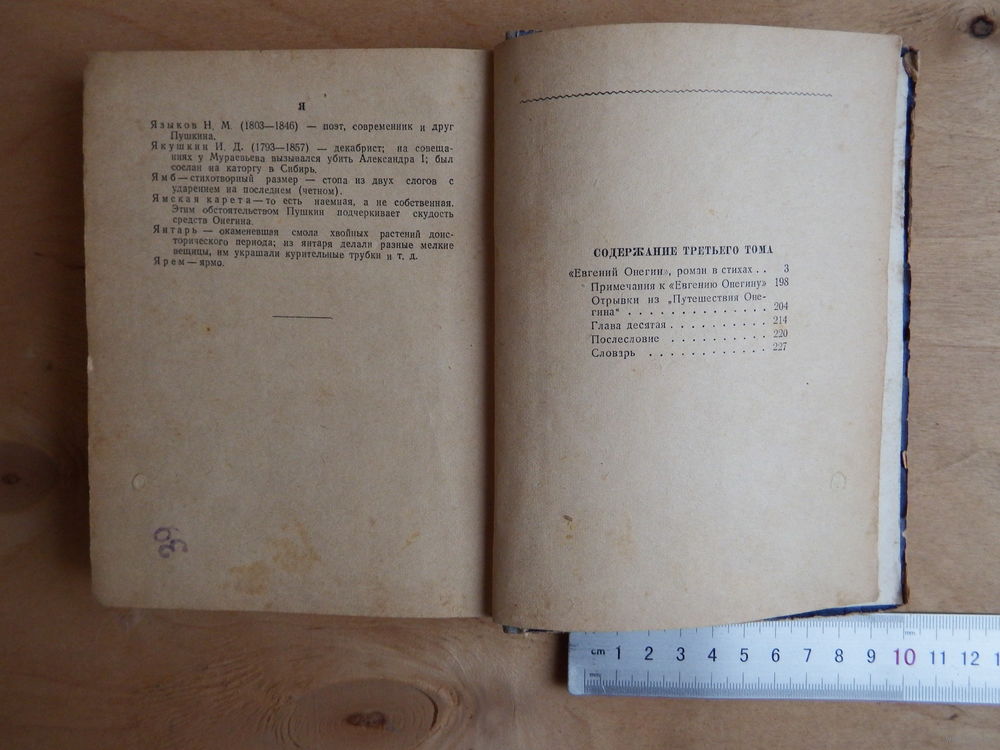 Я
Языков Н. М. (1803—1846) — поэт, современник и друг
Пушкина.
Якушкин И. Д. (1793—1857) — декабрист; на совеща-
ниях у Муравьева вызывался убить Александра I; был
сослан на каторгу в Сибирь.
Ямб — стихотворный размер — стопа из двух слогов с
ударением на последнем (четном).
Ямская карета — то есть наемная, а не собственная.
Этим обстоятельством Пушкин подчеркивает скудость
средств Онегина.
Янтарь — окаменевшая смола хвойных растений доис-
торического периода; из янтаря делали разные мелкие
вещицы, им украшали курительные трубки и т. д.
Ярем — ярмо.
39
СОДЕРЖАНИЕ ТРЕТЬЕГО ТОМА
«Евгений Онегин», роман в стихах . . 3
Примечания к «Евгению Онегину» 198
Отрывки из „Путешествия Оне-
гина“ . . . . . . . . . . . . . 204
Глава десятая . . . . . . . . . 214
Послесловие . . . . . . . . . 220
Словарь . . . . . . . . . . . 227
cm 1 2 3 4 5 6 7 8 9 10 11 12
mm
mm